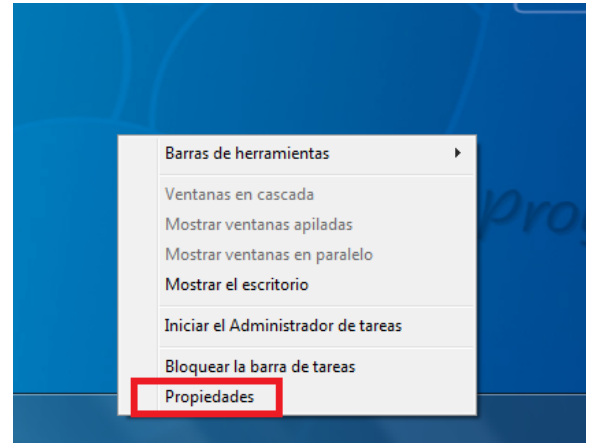 Barras de herramientas
Ventanas en cascada
Mostrar ventanas apiladas
Mostrar ventanas en paralelo
Mostrar el escritorio
Iniciar el Administrador de tareas
Bloquear la barra de tareas
Propiedades